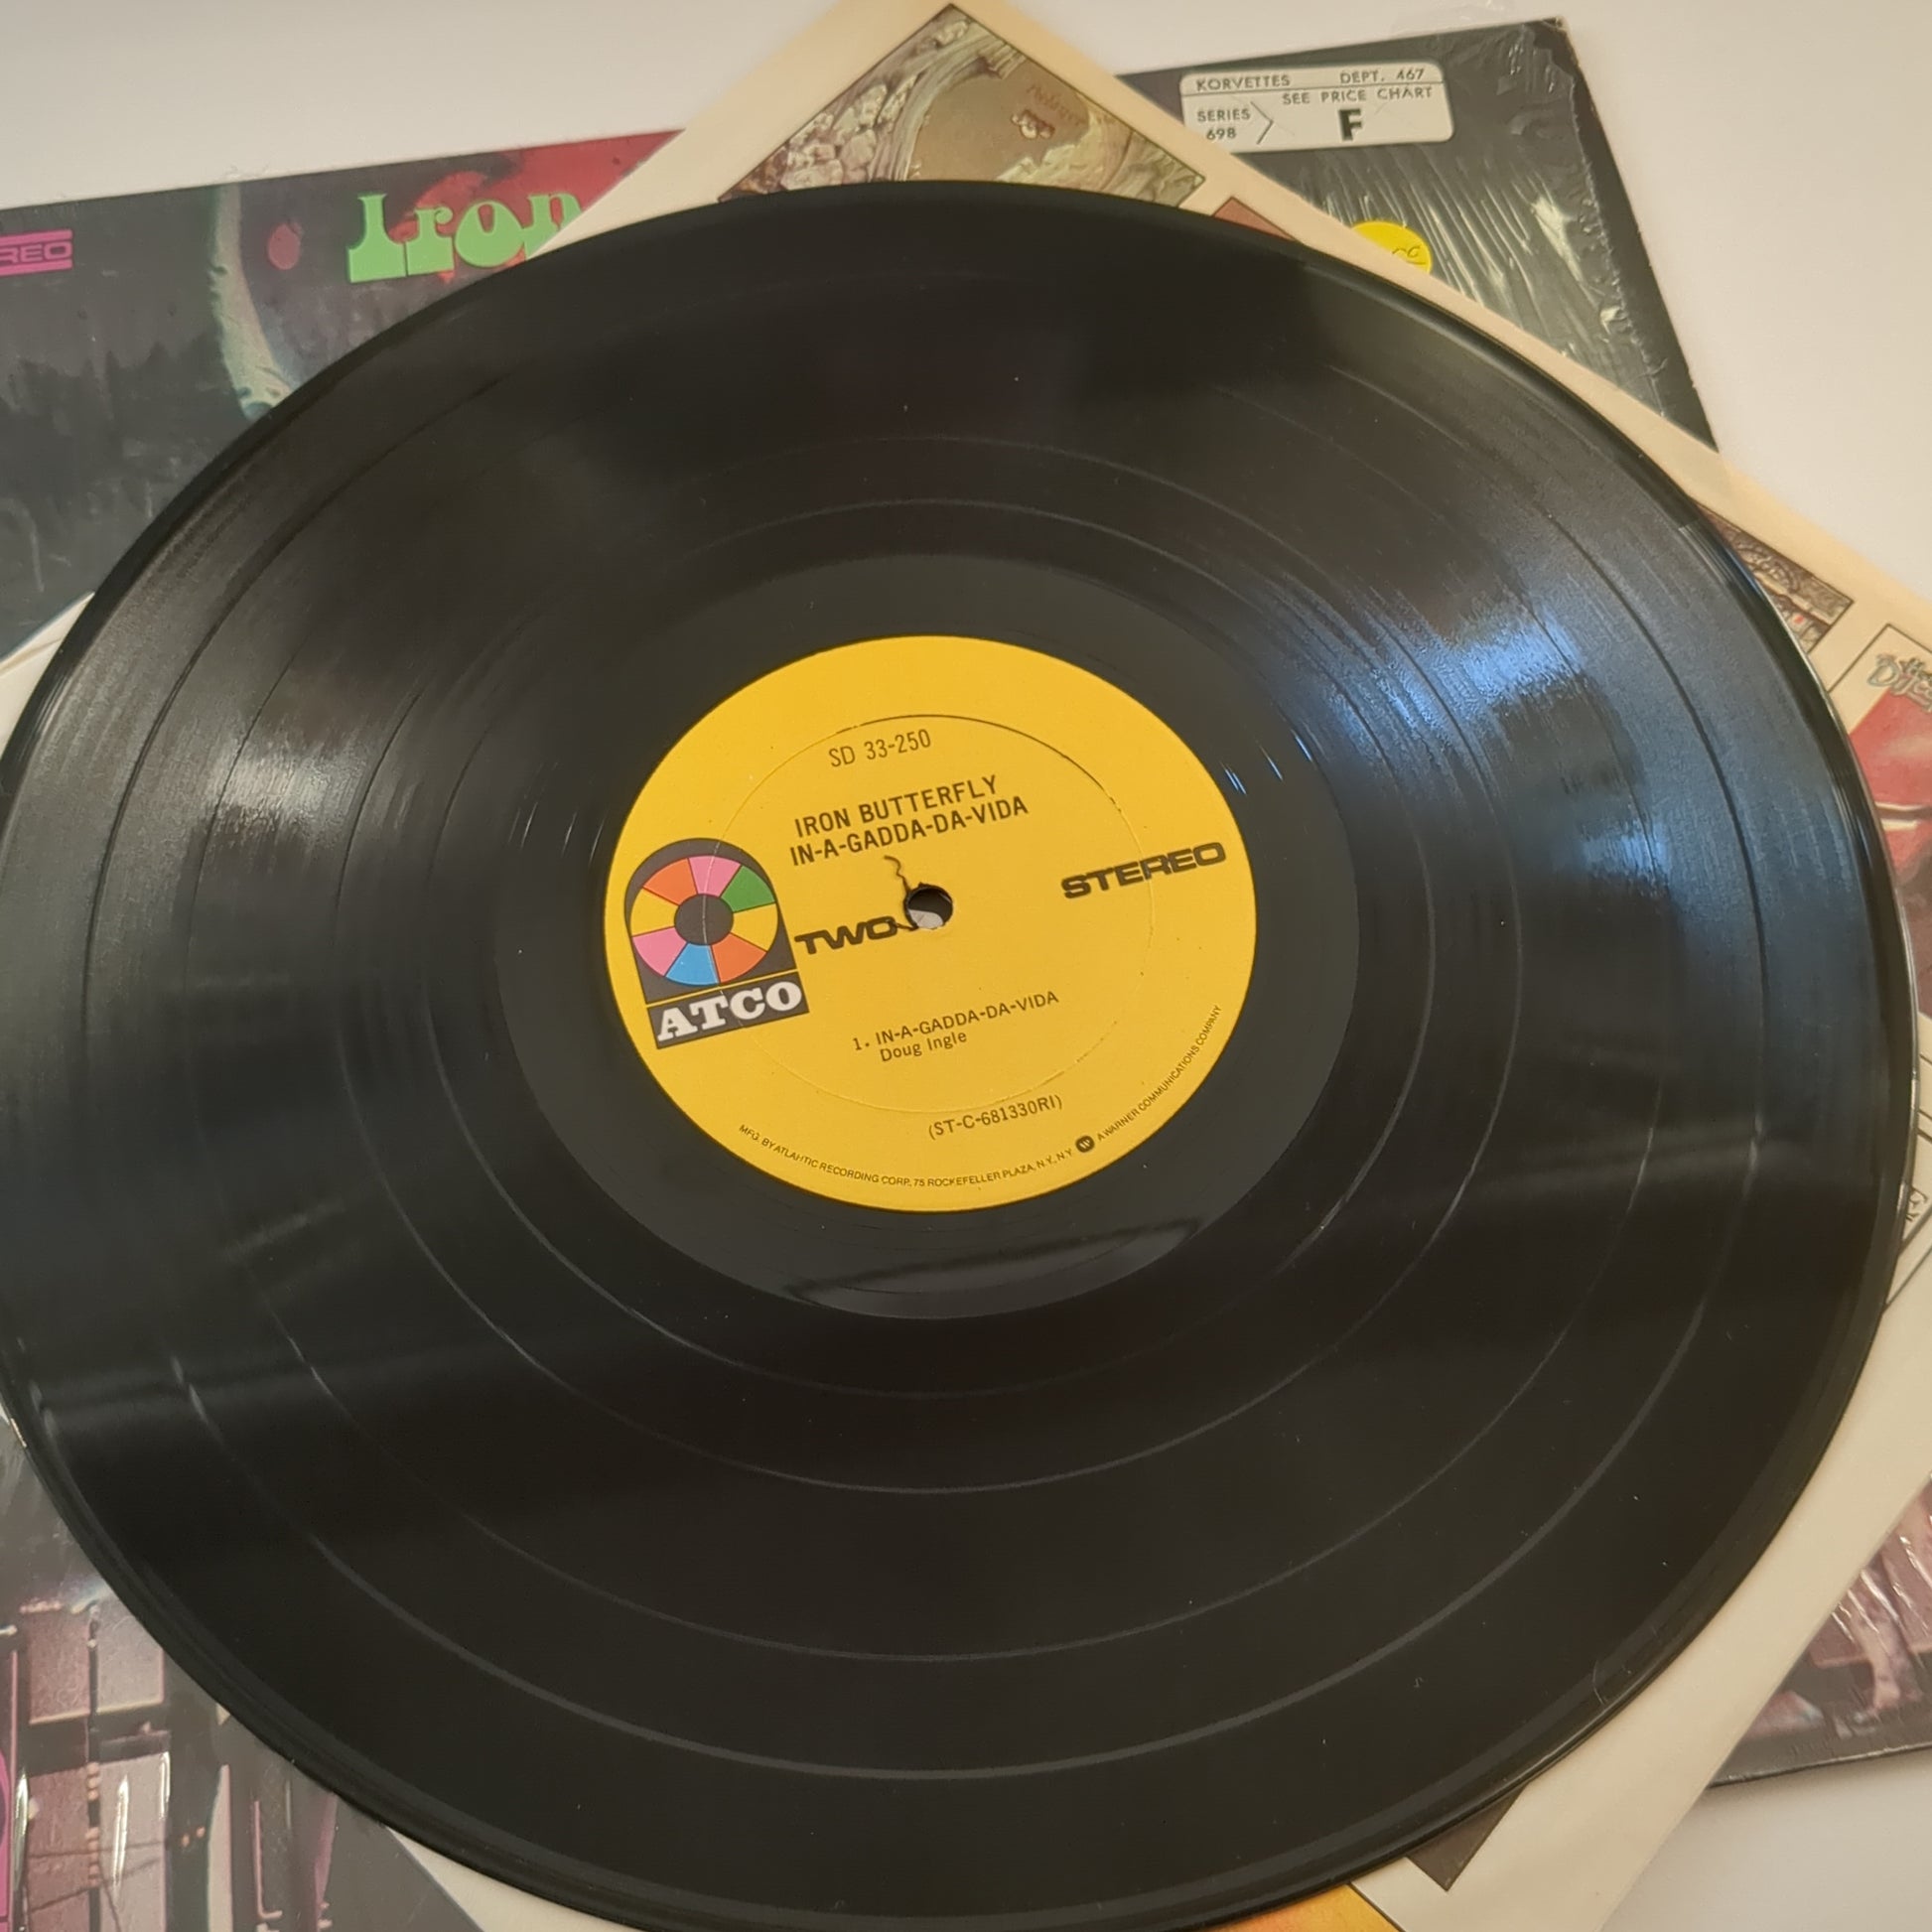 KORVETTES DEPT. 467
SEE PRICE CHART
SERIES
698
F
REO
Iron
SD 33-250
IRON BUTTERFLY
IN-A-GADDA-DA-VIDA
STEREO
TWO
ATCO
1. IN-A-GADDA-DA-VIDA
Doug Ingle
(ST-C-681330RI)
MFG. BY ATLANTIC RECORDING CORP., 75 ROCKEFELLER PLAZA, N.Y., N.Y. W A WARNER COMMUNICATIONS COMPANY